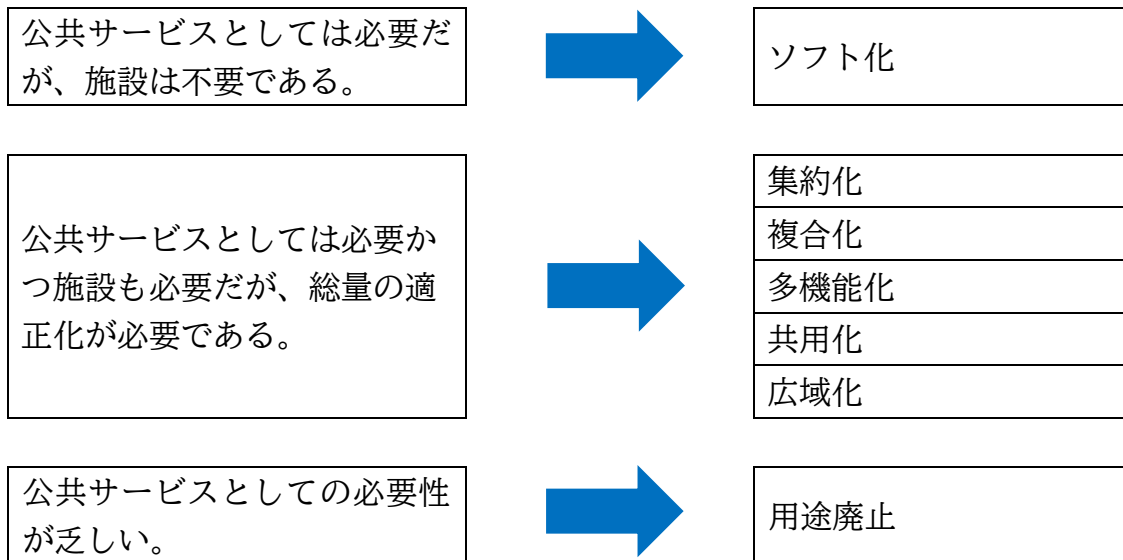 公共サービスとしては必要だ
が、施設は不要である。
ソフト化
公共サービスとしては必要か
つ施設も必要だが、総量の適
正化が必要である。
集約化
複合化
多機能化
共用化
広域化
公共サービスとしての必要性
が乏しい。
用途廃止